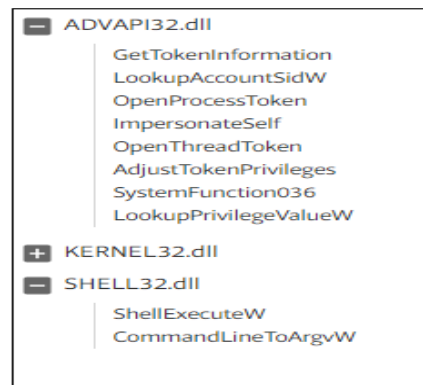 ADVAPI32.dll
GetTokenInformation
LookupAccountSidW
OpenProcessToken
ImpersonateSelf
OpenThreadToken
AdjustTokenPrivileges
SystemFunction036
LookupPrivilegeValueW
KERNEL32.dll
SHELL32.dll
ShellExecuteW
CommandLineToArgvW